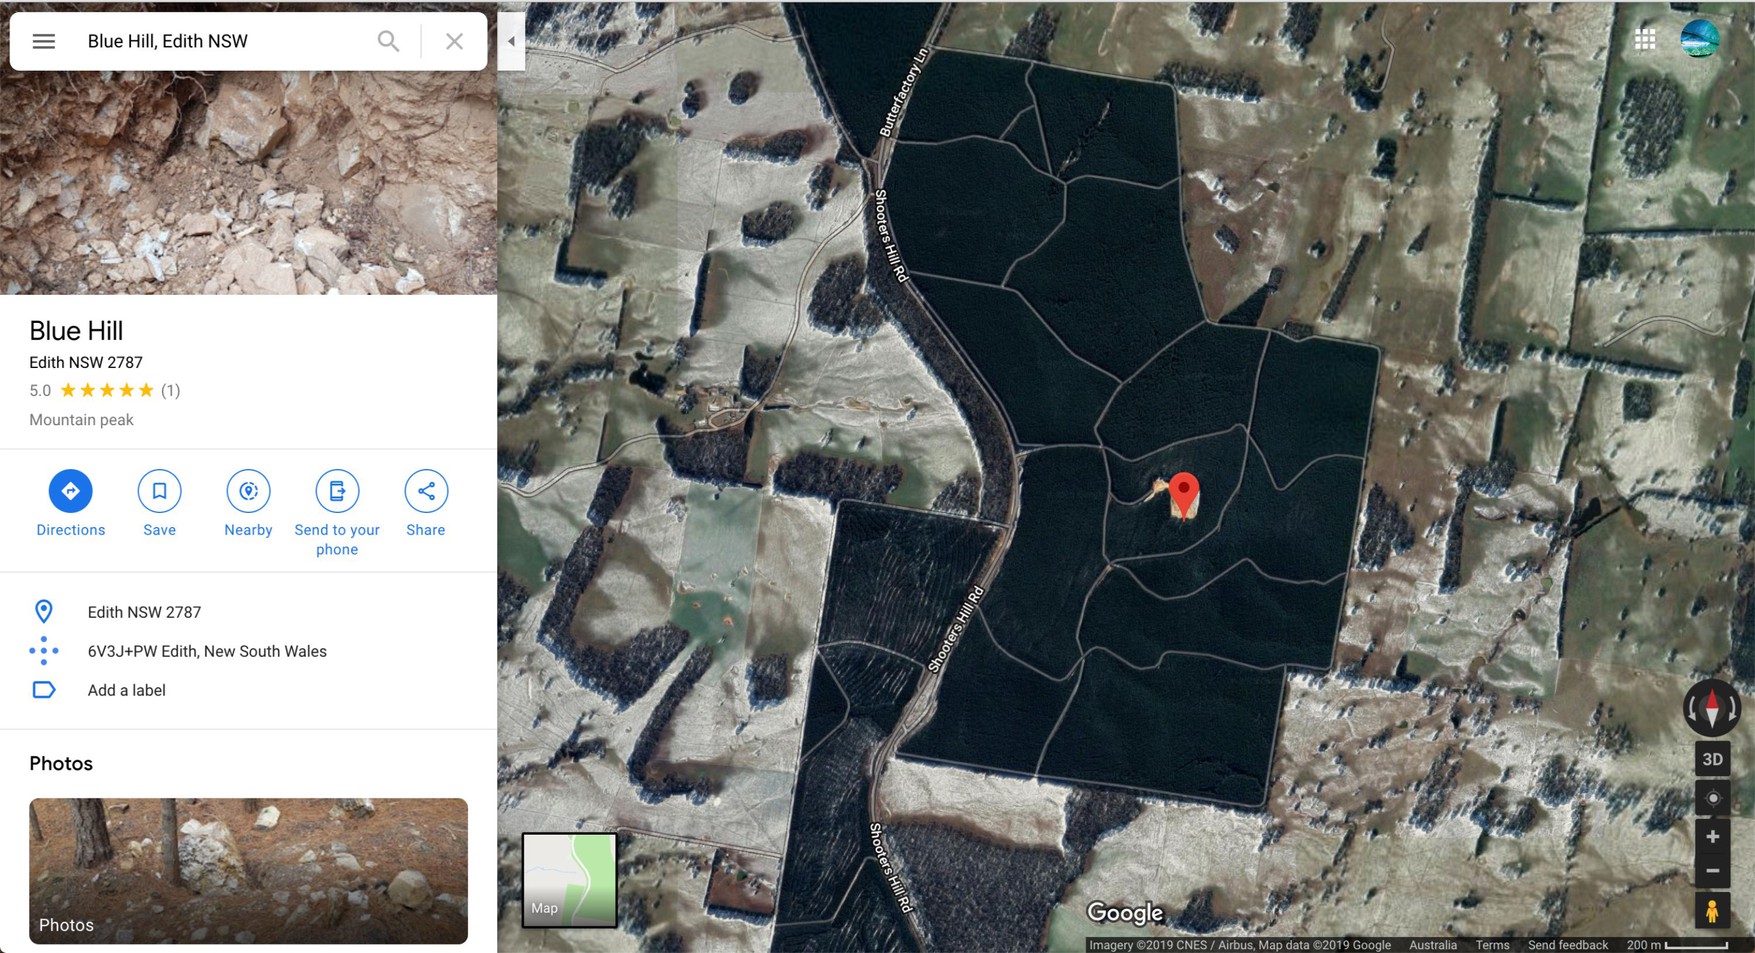 Blue Hill, Edith NSW
Blue Hill
Edith NSW 2787
5.0 ★★★★★ (1)
Mountain peak
Directions
Save
Nearby
Send to your
phone
Share
Edith NSW 2787
6V3J+PW Edith, New South Wales
Add a label
Photos
Photos
Butterfactory Ln
Shooters Hill Rd
Shooters Hill Rd
Shooters Hill Rd
3D
Map
Google
Imagery ©2019 CNES / Airbus, Map data ©2019 Google Australia Terms Send feedback 200 m